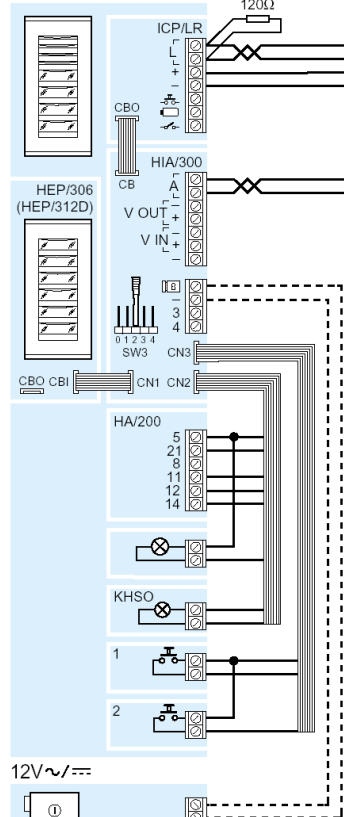 120Ω
ICP/LR
L
+
–
CBO
CB
HIA/300
A
V OUT
–
+
V IN
–
+
–
HEP/306
(HEP/312D)
8
–
3
4
0 1 2 3 4
SW3
CN3
CBO CBI
CN1 CN2
HA/200
5
21
8
11
12
14
KHSO
1
2
12V~/⎓